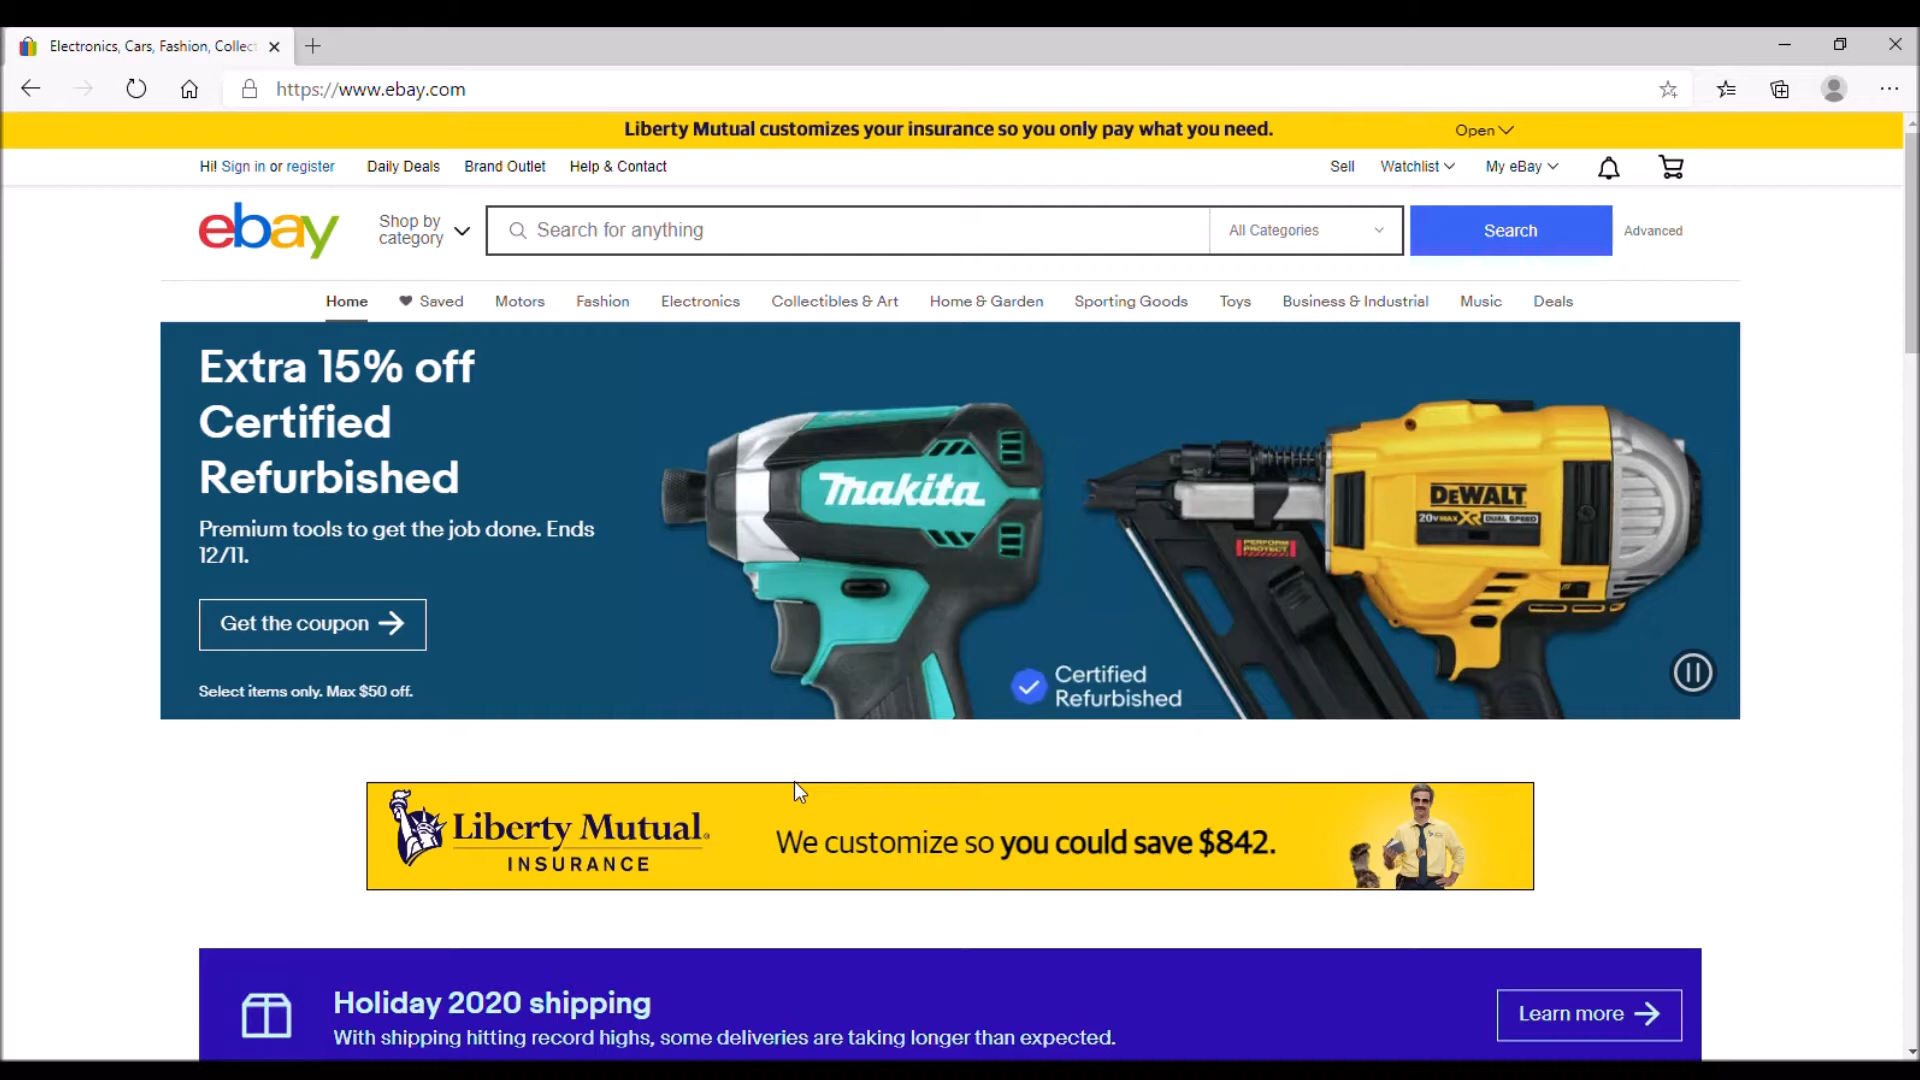 Electronics, Cars, Fashion, Collect
https://www.ebay.com
Liberty Mutual customizes your insurance so you only pay what you need.
Open
Hi! Sign in or register
Daily Deals
Brand Outlet
Help & Contact
Sell
Watchlist
My eBay
ebay
Shop by
category
Search for anything
All Categories
Search
Advanced
Home
Saved
Motors
Fashion
Electronics
Collectibles & Art
Home & Garden
Sporting Goods
Toys
Business & Industrial
Music
Deals
Extra 15% off
Certified
Refurbished
Premium tools to get the job done. Ends
12/11.
Get the coupon
Select items only. Max $50 off.
makita
DEWALT
20V MAX XR DUAL SPEED
PERFORM
PROTECT
Certified
Refurbished
Liberty Mutual
INSURANCE
We customize so you could save $842.
Holiday 2020 shipping
With shipping hitting record highs, some deliveries are taking longer than expected.
Learn more